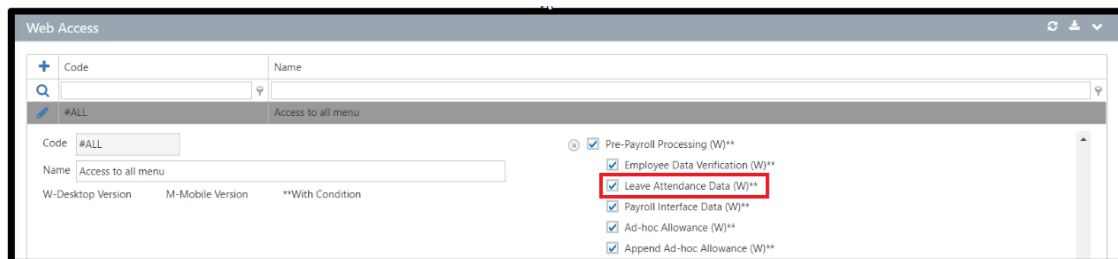 Web Access
Code Name
#ALL Access to all menu
Code #ALL
Name Access to all menu
W-Desktop Version M-Mobile Version **With Condition
Pre-Payroll Processing (W)**
Employee Data Verification (W)**
Leave Attendance Data (W)**
Payroll Interface Data (W)**
Ad-hoc Allowance (W)**
Append Ad-hoc Allowance (W)**